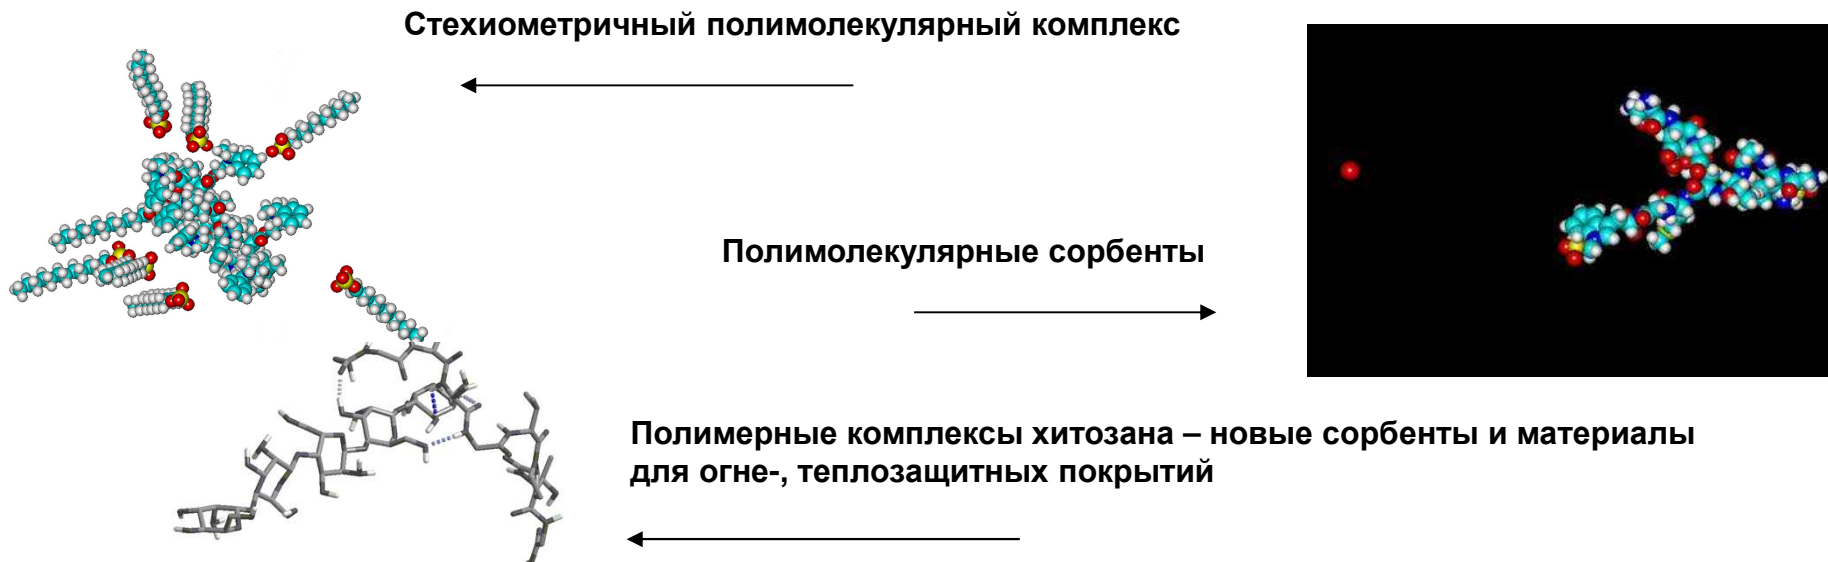 Стехиометричный полимолекулярный комплекс
Полимолекулярные сорбенты
Полимерные комплексы хитозана – новые сорбенты и материалы
для огне-, теплозащитных покрытий